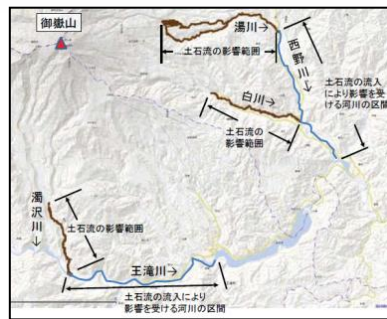 御嶽山
湯川→
土石流の影響範囲
西野川→
白川→
土石流の
影響範囲
土石流の流入
により影響を受
ける河川の区間
濁沢川→
土石流の影響範囲
王滝川→
土石流の流入により
影響を受ける河川の区間